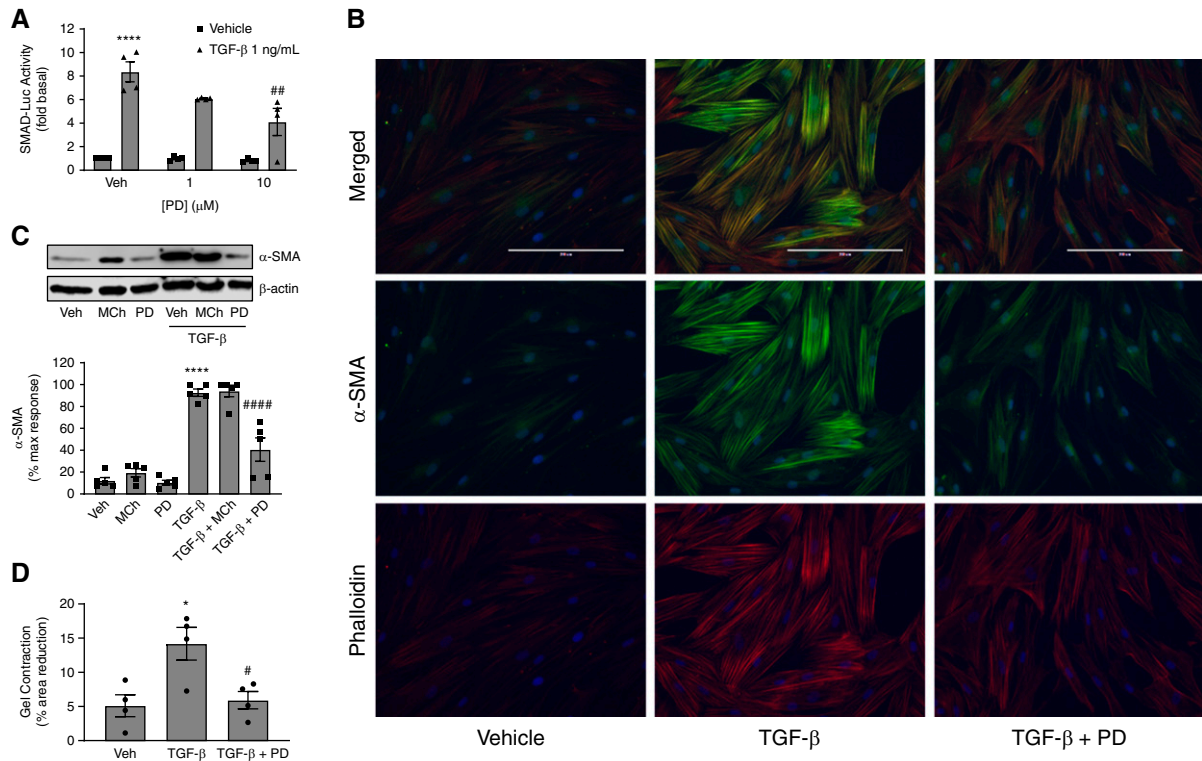 A
SMAD-Luc Activity
(fold basal)
12
10
8
6
4
2
0
****
##
Vehicle
TGF-β 1 ng/mL
Veh
1
10
[PD] (μM)
B
Merged
α-SMA
Phalloidin
Vehicle
TGF-β
TGF-β + PD
C
α-SMA
β-actin
Veh MCh PD Veh MCh PD
TGF-β
α-SMA
(% max response)
120
100
80
60
40
20
0
****
####
Veh
MCh
PD
TGF-β
TGF-β + MCh
TGF-β + PD
D
Gel Contraction
(% area reduction)
20
15
10
5
0
*
#
Veh
TGF-β
TGF-β + PD